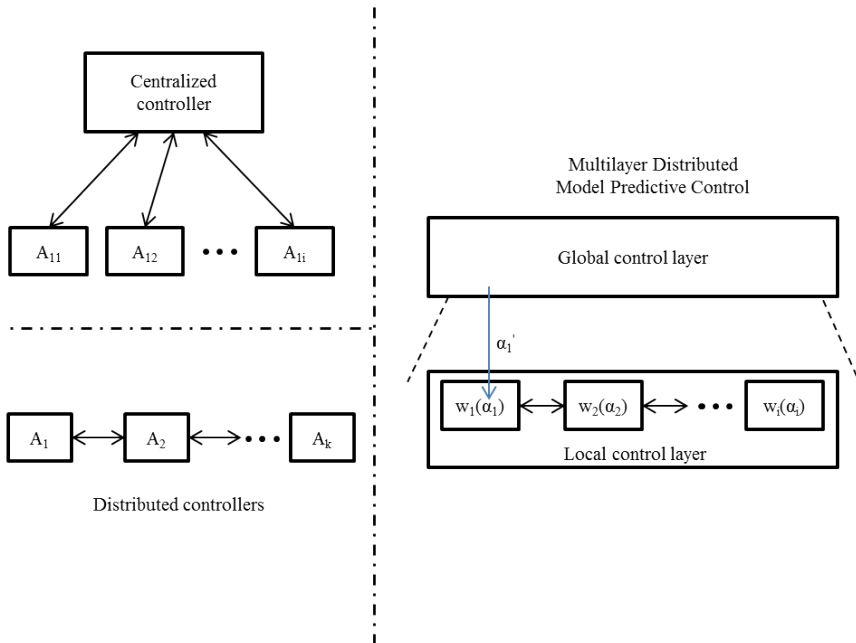 Centralized
controller
A₁₁
A₁₂
•••
A₁ᵢ
A₁
A₂
•••
Aₖ
Distributed controllers
Multilayer Distributed
Model Predictive Control
Global control layer
α₁'
w₁(α₁)
w₂(α₂)
•••
wᵢ(αᵢ)
Local control layer